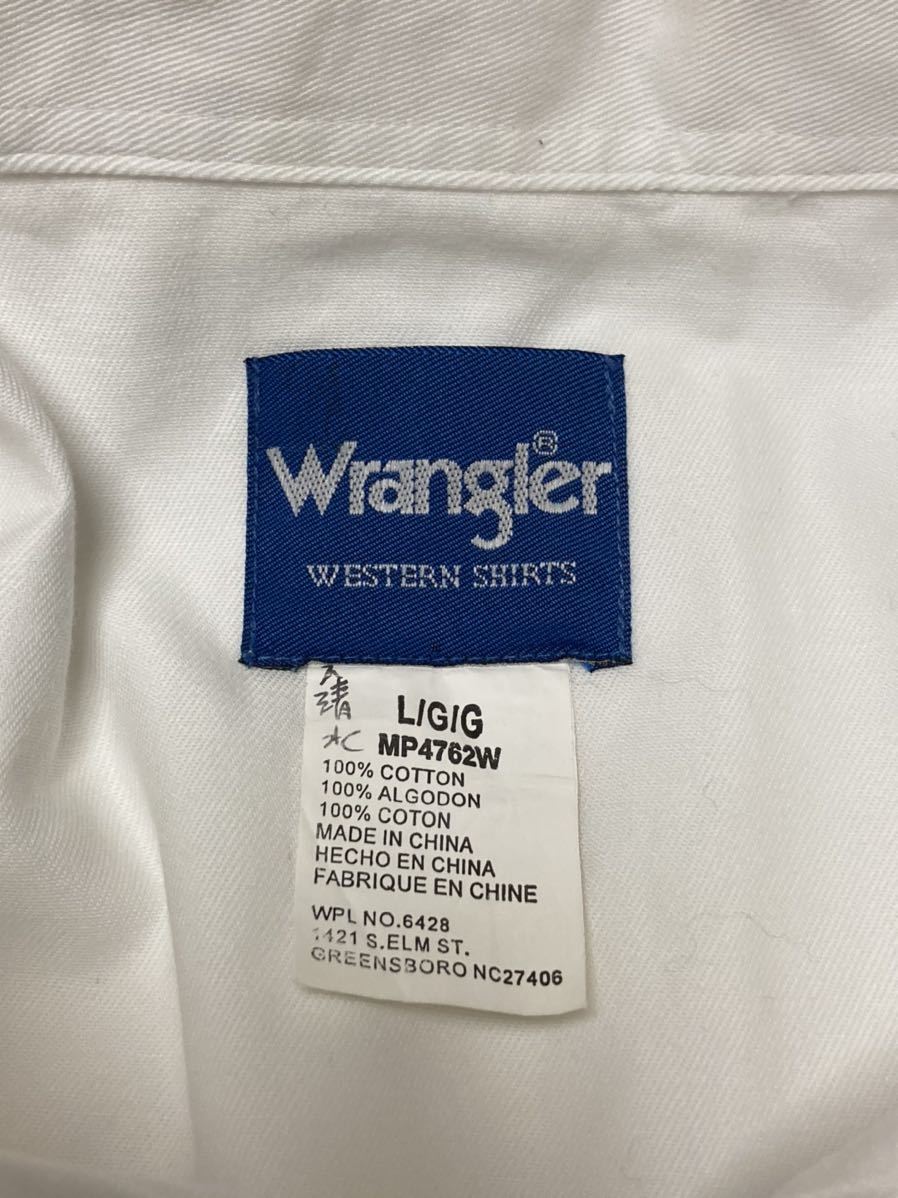 Wrangler®
WESTERN SHIRTS
L/G/G
MP4762W
100% COTTON
100% ALGODON
100% COTON
MADE IN CHINA
HECHO EN CHINA
FABRIQUE EN CHINE
WPL NO.6428
1421 S.ELM ST.
GREENSBORO NC27406